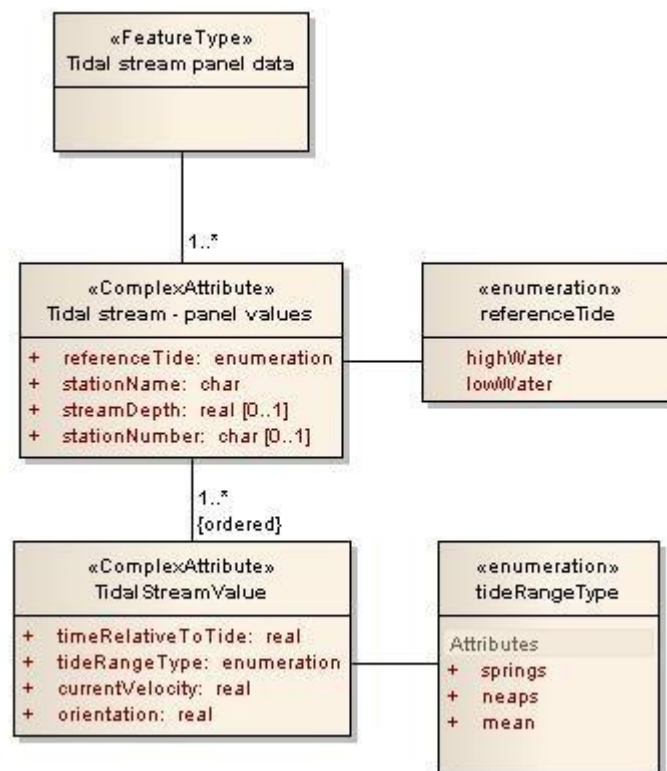 «FeatureType»
Tidal stream panel data
1..*
«ComplexAttribute»
Tidal stream - panel values
+ referenceTide: enumeration
+ stationName: char
+ streamDepth: real [0..1]
+ stationNumber: char [0..1]
«enumeration»
referenceTide
highWater
lowWater
1..*
{ordered}
«ComplexAttribute»
TidalStreamValue
+ timeRelativeToTide: real
+ tideRangeType: enumeration
+ currentVelocity: real
+ orientation: real
«enumeration»
tideRangeType
Attributes
+ springs
+ neaps
+ mean